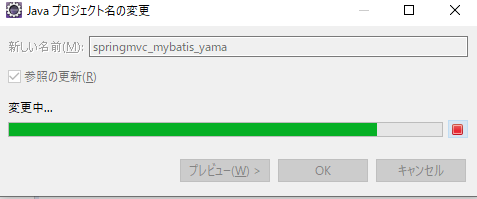 Java プロジェクト名の変更
新しい名前(M): springmvc_mybatis_yama
参照の更新(R)
変更中...
プレビュー(W) > OK キャンセル